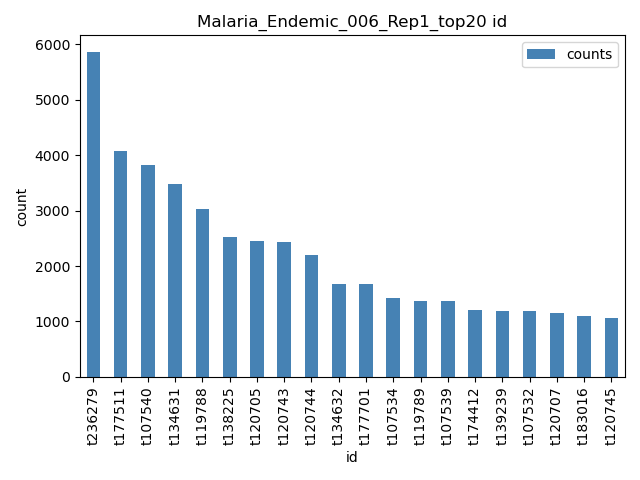 Malaria_Endemic_006_Rep1_top20 id
counts
count
6000
5000
4000
3000
2000
1000
0
t236279
t177511
t107540
t134631
t119788
t138225
t120705
t120743
t120744
t134632
t177701
t107534
t119789
t107539
t174412
t139239
t107532
t120707
t183016
t120745
id